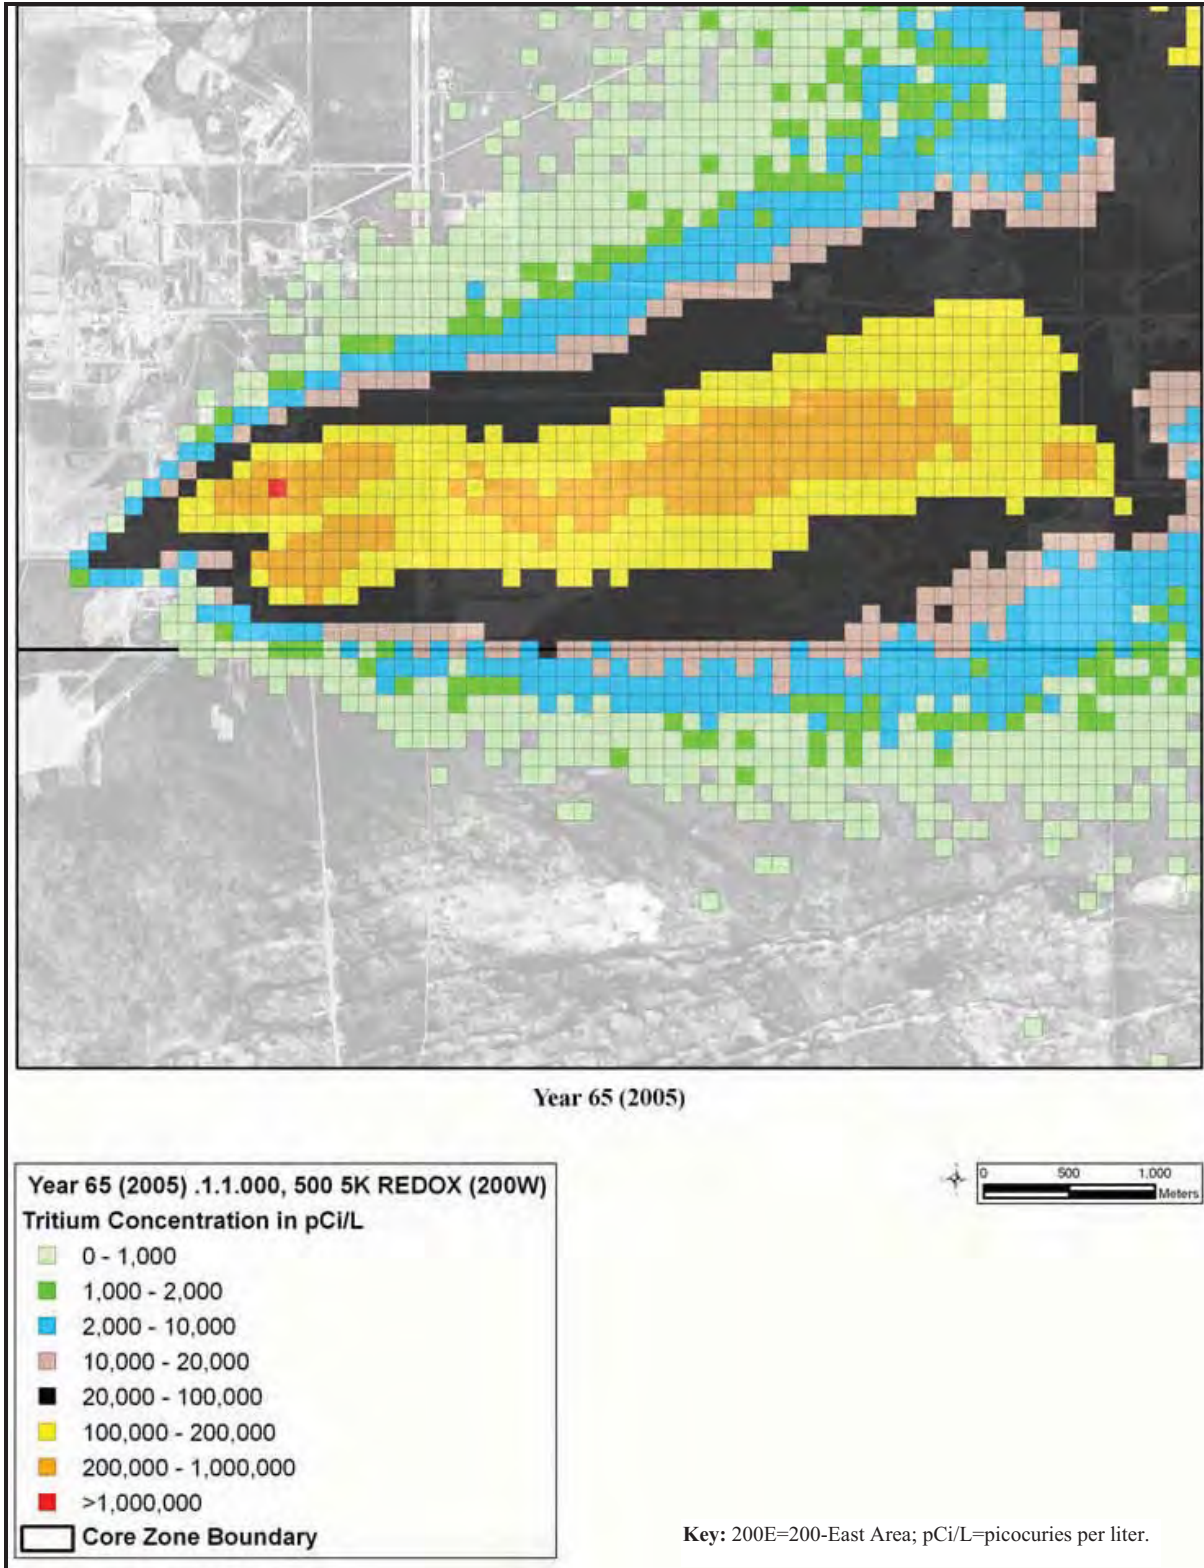 Year 65 (2005)
Year 65 (2005) .1.1.000, 500 5K REDOX (200W)
Tritium Concentration in pCi/L
0 - 1,000
1,000 - 2,000
2,000 - 10,000
10,000 - 20,000
20,000 - 100,000
100,000 - 200,000
200,000 - 1,000,000
>1,000,000
Core Zone Boundary
0 500 1,000
Meters
Key: 200E=200-East Area; pCi/L=picocuries per liter.